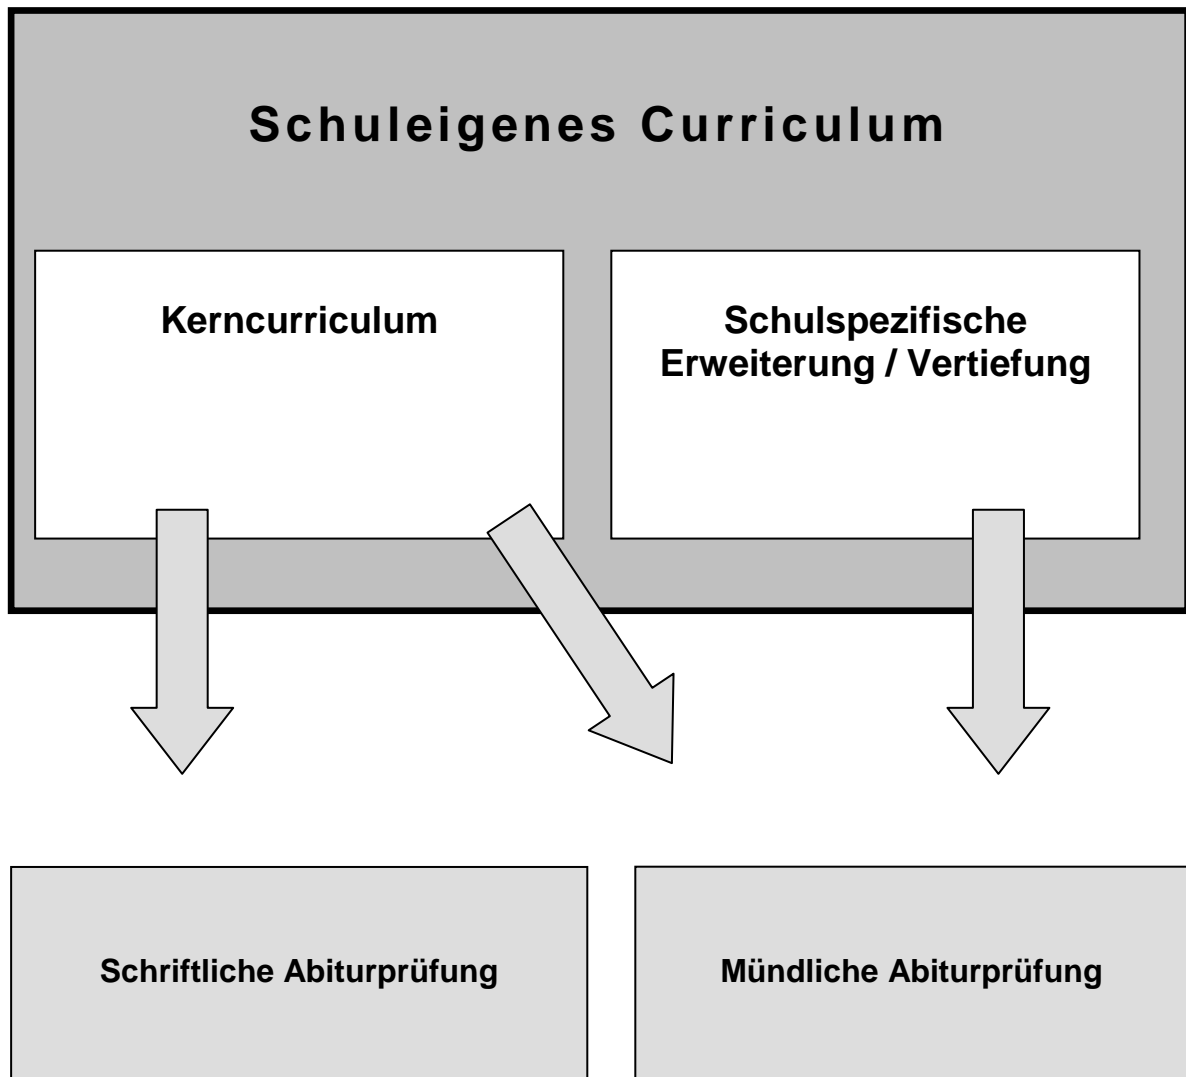 Schuleigenes Curriculum
Kerncurriculum
Schulspezifische
Erweiterung / Vertiefung
Schriftliche Abiturprüfung
Mündliche Abiturprüfung